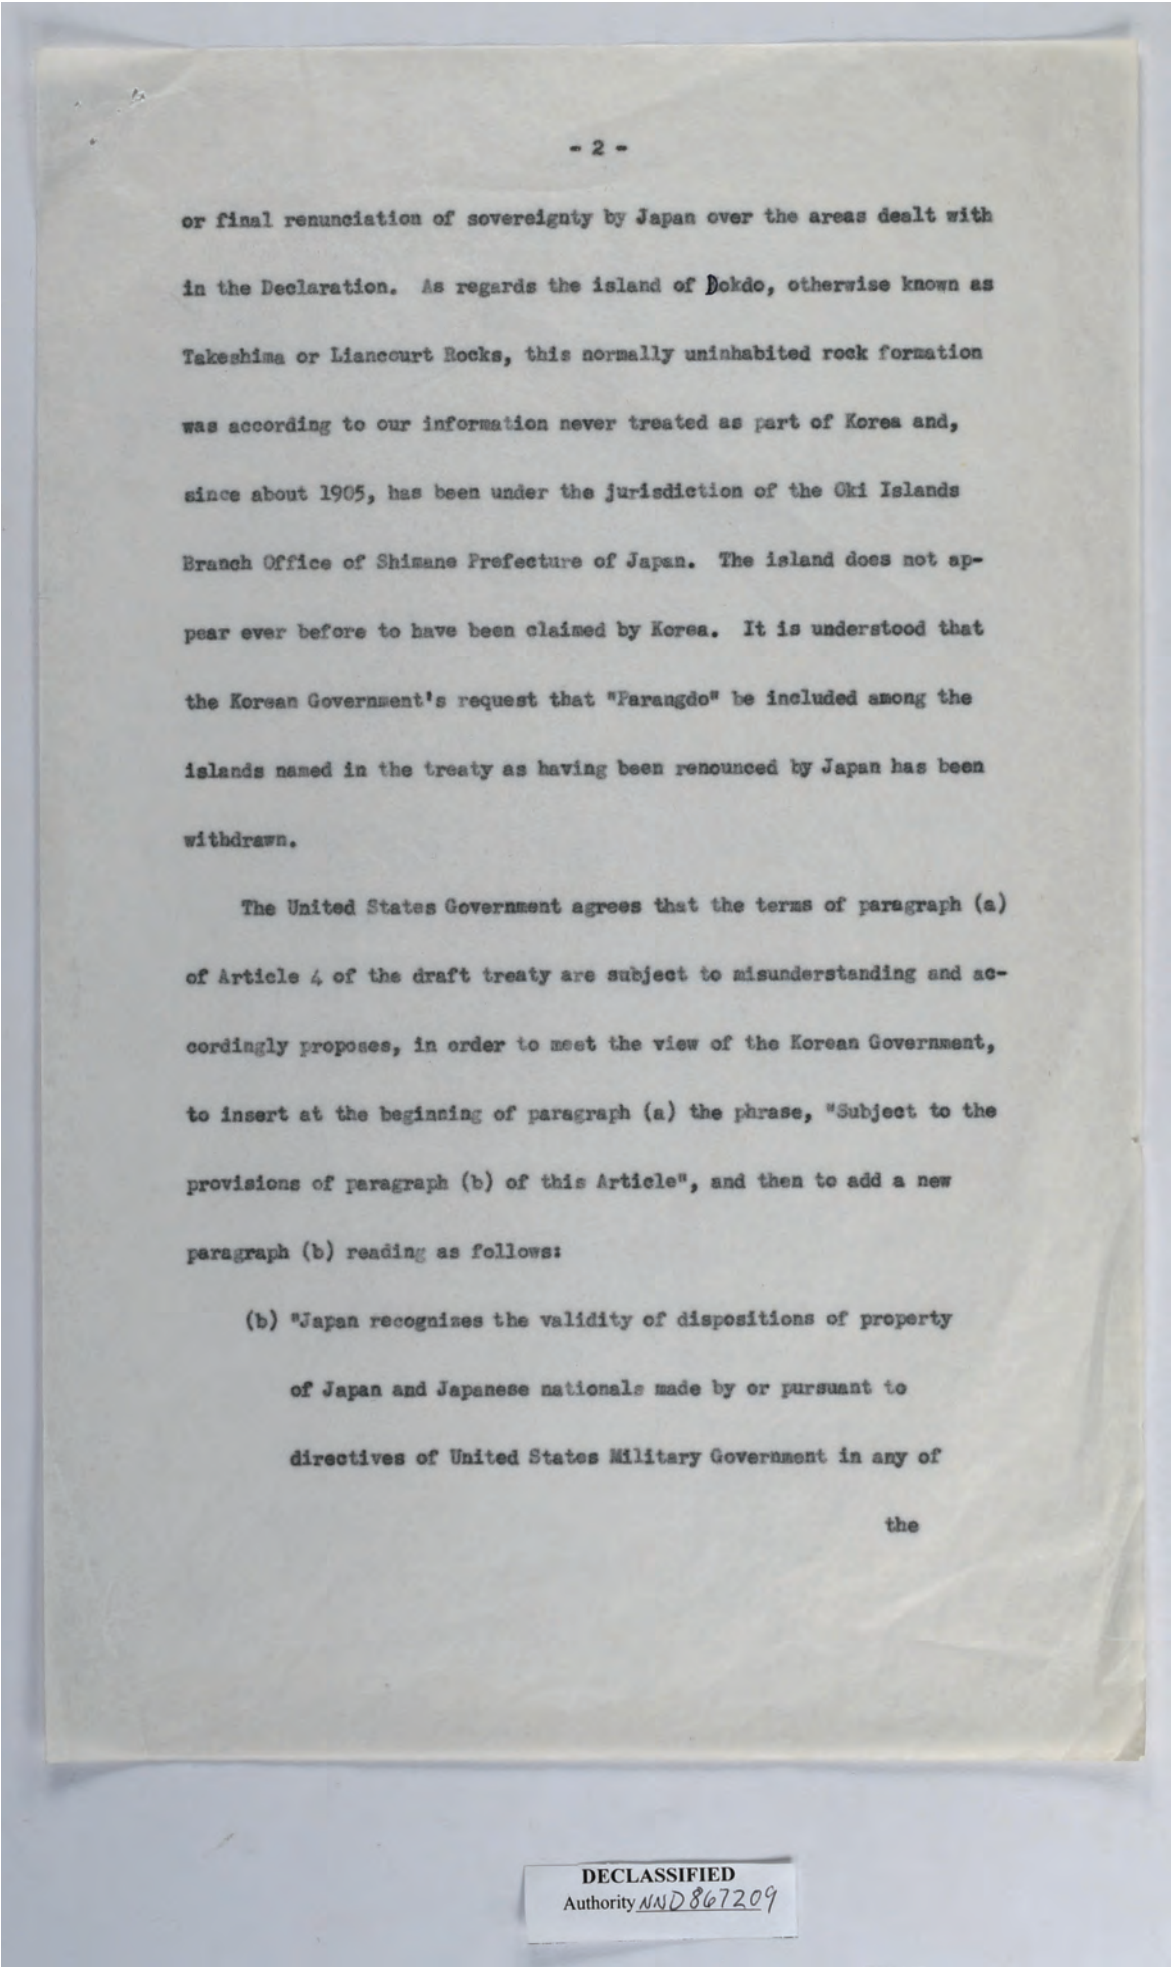 - 2 -
or final renunciation of sovereignty by Japan over the areas dealt with
in the Declaration. As regards the island of Dokdo, otherwise known as
Takeshima or Liancourt Rocks, this normally uninhabited rock formation
was according to our information never treated as part of Korea and,
since about 1905, has been under the jurisdiction of the Oki Islands
Branch Office of Shimane Prefecture of Japan. The island does not ap-
pear ever before to have been claimed by Korea. It is understood that
the Korean Government's request that "Parangdo" be included among the
islands named in the treaty as having been renounced by Japan has been
withdrawn.
The United States Government agrees that the terms of paragraph (a)
of Article 4 of the draft treaty are subject to misunderstanding and ac-
cordingly proposes, in order to meet the view of the Korean Government,
to insert at the beginning of paragraph (a) the phrase, "Subject to the
provisions of paragraph (b) of this Article", and then to add a new
paragraph (b) reading as follows:
(b) "Japan recognizes the validity of dispositions of property
of Japan and Japanese nationals made by or pursuant to
directives of United States Military Government in any of
the
DECLASSIFIED
Authority NND867209